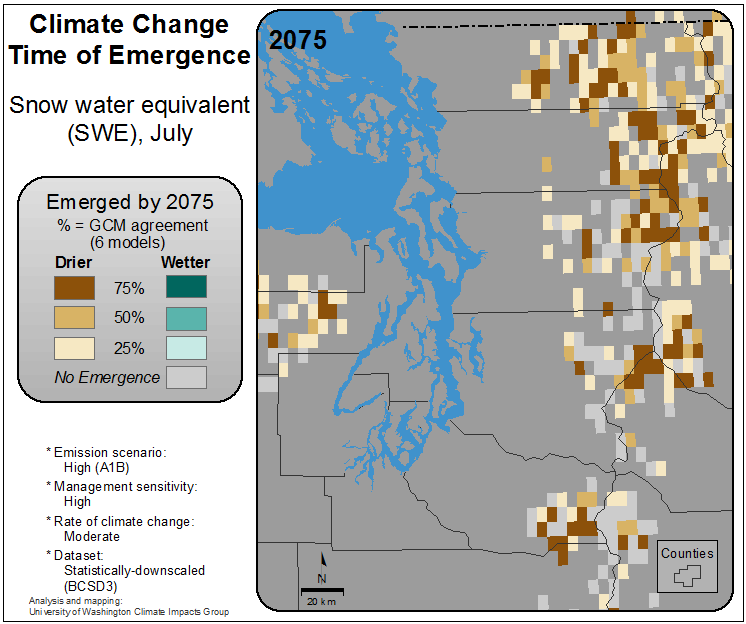 Climate Change
Time of Emergence
Snow water equivalent
(SWE), July
Emerged by 2075
% = GCM agreement
(6 models)
Drier Wetter
75%
50%
25%
No Emergence
* Emission scenario:
High (A1B)
* Management sensitivity:
High
* Rate of climate change:
Moderate
* Dataset:
Statistically-downscaled
(BCSD3)
Analysis and mapping:
University of Washington Climate Impacts Group
2075
N
20 km
Counties